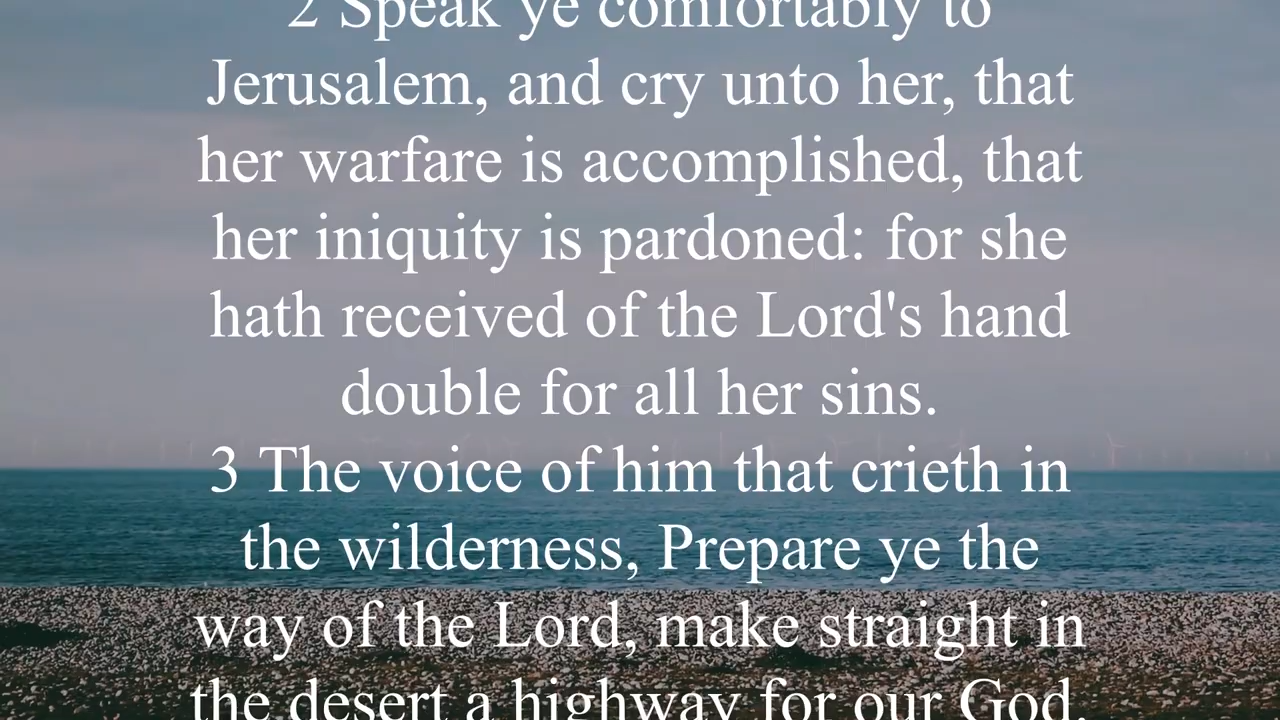 2 Speak ye comfortably to
Jerusalem, and cry unto her, that
her warfare is accomplished, that
her iniquity is pardoned: for she
hath received of the Lord's hand
double for all her sins.
3 The voice of him that crieth in
the wilderness, Prepare ye the
way of the Lord, make straight in
the desert a highway for our God.